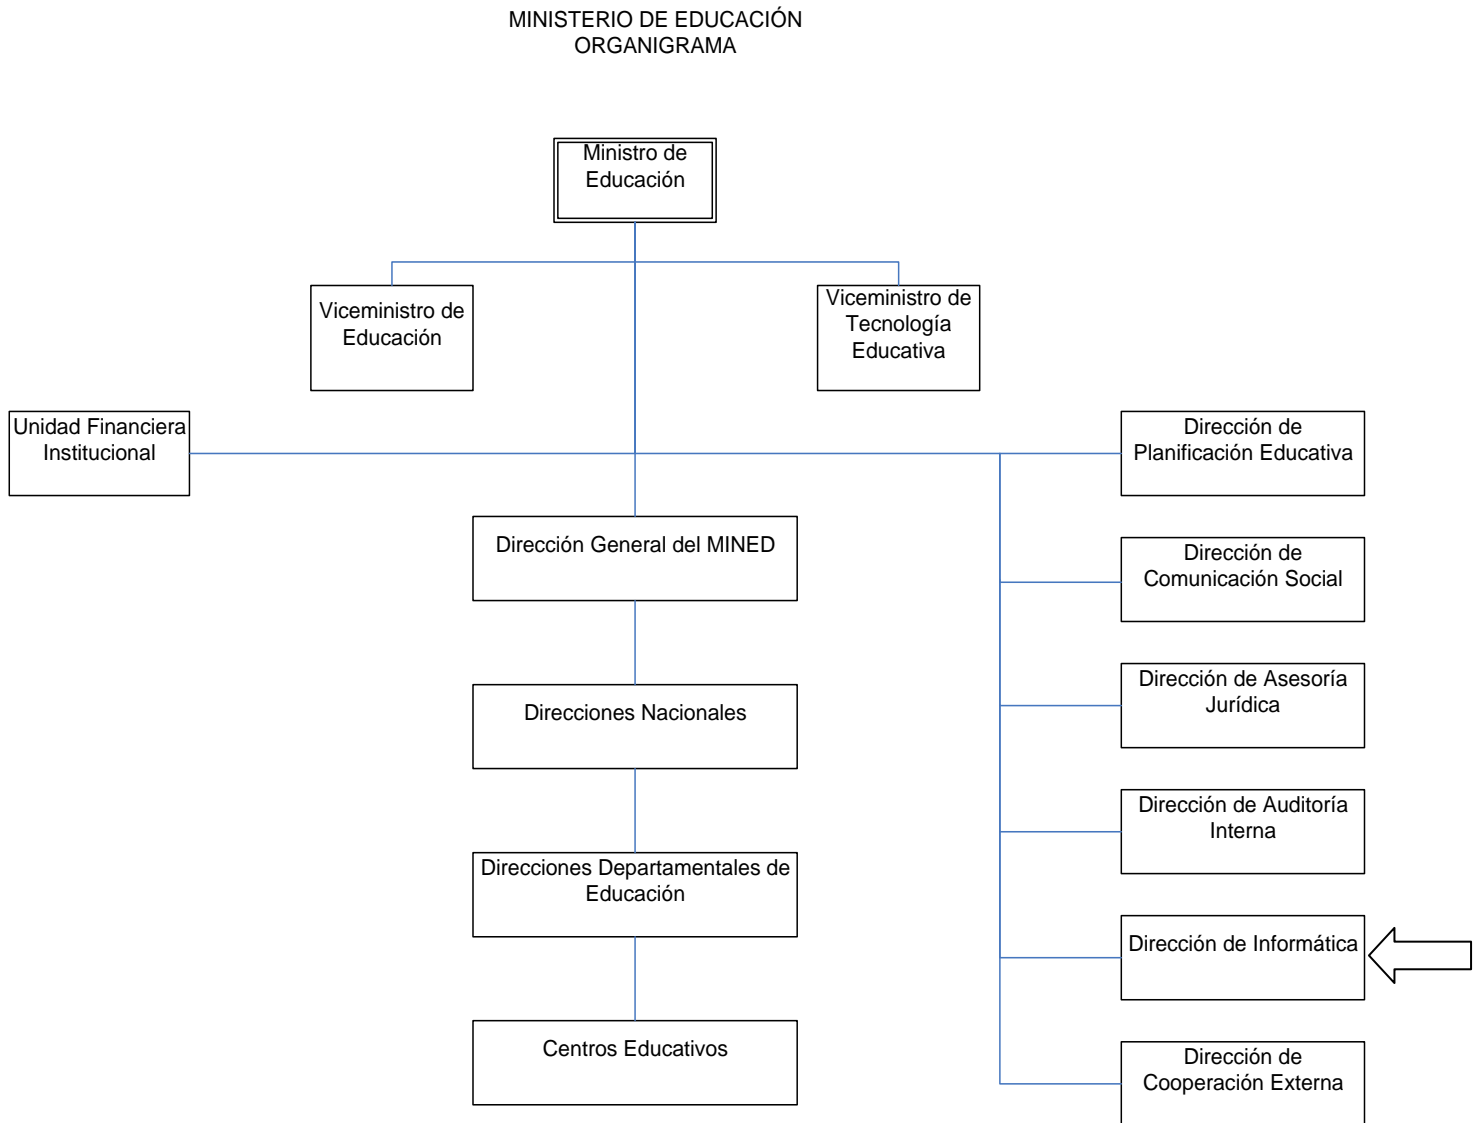 MINISTERIO DE EDUCACIÓN
ORGANIGRAMA
Ministro de
Educación
Viceministro de
Educación
Viceministro de
Tecnología
Educativa
Unidad Financiera
Institucional
Dirección de
Planificación Educativa
Dirección General del MINED
Dirección de
Comunicación Social
Direcciones Nacionales
Dirección de Asesoría
Jurídica
Dirección de Auditoría
Interna
Direcciones Departamentales de
Educación
Dirección de Informática
Centros Educativos
Dirección de
Cooperación Externa